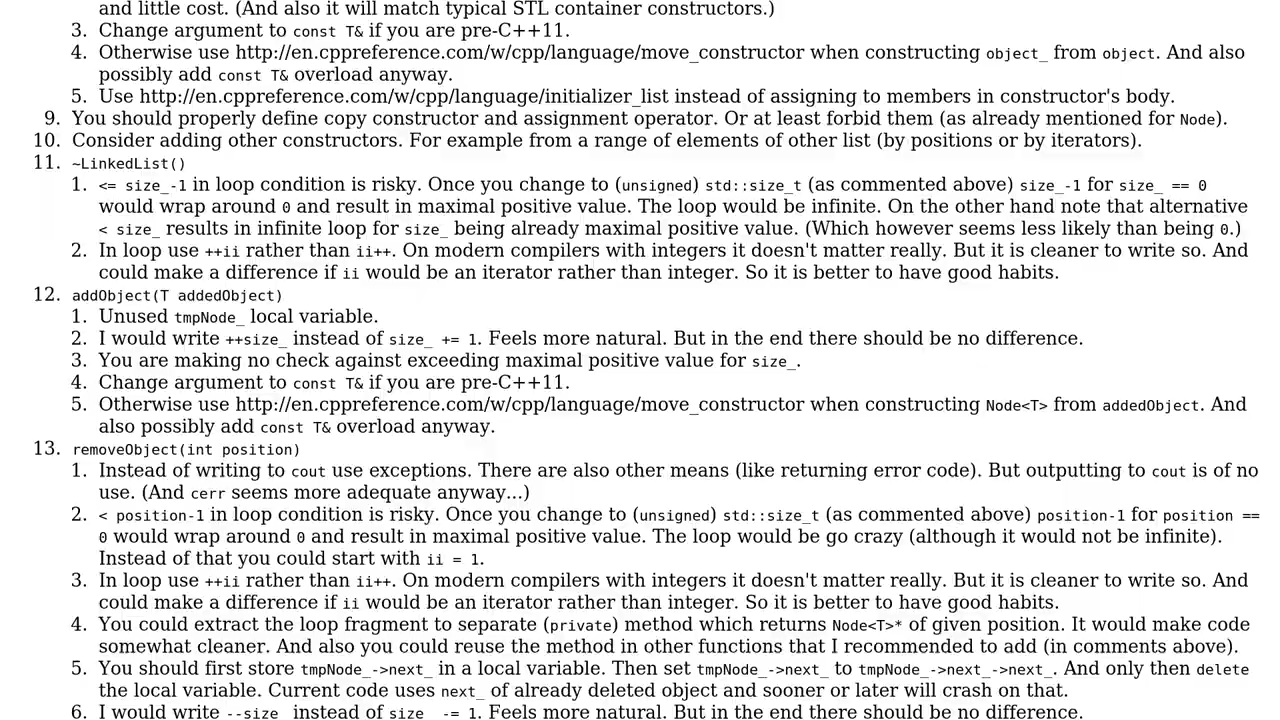 and little cost. (And also it will match typical STL container constructors.)
3. Change argument to const T& if you are pre-C++11.
4. Otherwise use http://en.cppreference.com/w/cpp/language/move_constructor when constructing object_ from object. And also
possibly add const T& overload anyway.
5. Use http://en.cppreference.com/w/cpp/language/initializer_list instead of assigning to members in constructor's body.
9. You should properly define copy constructor and assignment operator. Or at least forbid them (as already mentioned for Node).
10. Consider adding other constructors. For example from a range of elements of other list (by positions or by iterators).
11. ~LinkedList()
1. <= size_-1 in loop condition is risky. Once you change to (unsigned) std::size_t (as commented above) size_-1 for size_ == 0
would wrap around 0 and result in maximal positive value. The loop would be infinite. On the other hand note that alternative
< size_ results in infinite loop for size_ being already maximal positive value. (Which however seems less likely than being 0.)
2. In loop use ++ii rather than ii++. On modern compilers with integers it doesn't matter really. But it is cleaner to write so. And
could make a difference if ii would be an iterator rather than integer. So it is better to have good habits.
12. addObject(T addedObject)
1. Unused tmpNode_ local variable.
2. I would write ++size_ instead of size_ += 1. Feels more natural. But in the end there should be no difference.
3. You are making no check against exceeding maximal positive value for size_.
4. Change argument to const T& if you are pre-C++11.
5. Otherwise use http://en.cppreference.com/w/cpp/language/move_constructor when constructing Node<T> from addedObject. And
also possibly add const T& overload anyway.
13. removeObject(int position)
1. Instead of writing to cout use exceptions. There are also other means (like returning error code). But outputting to cout is of no
use. (And cerr seems more adequate anyway...)
2. < position-1 in loop condition is risky. Once you change to (unsigned) std::size_t (as commented above) position-1 for position ==
0 would wrap around 0 and result in maximal positive value. The loop would be go crazy (although it would not be infinite).
Instead of that you could start with ii = 1.
3. In loop use ++ii rather than ii++. On modern compilers with integers it doesn't matter really. But it is cleaner to write so. And
could make a difference if ii would be an iterator rather than integer. So it is better to have good habits.
4. You could extract the loop fragment to separate (private) method which returns Node<T>* of given position. It would make code
somewhat cleaner. And also you could reuse the method in other functions that I recommended to add (in comments above).
5. You should first store tmpNode_->next_ in a local variable. Then set tmpNode_->next_ to tmpNode_->next_->next_. And only then delete
the local variable. Current code uses next_ of already deleted object and sooner or later will crash on that.
6. I would write --size_ instead of size_ -= 1. Feels more natural. But in the end there should be no difference.